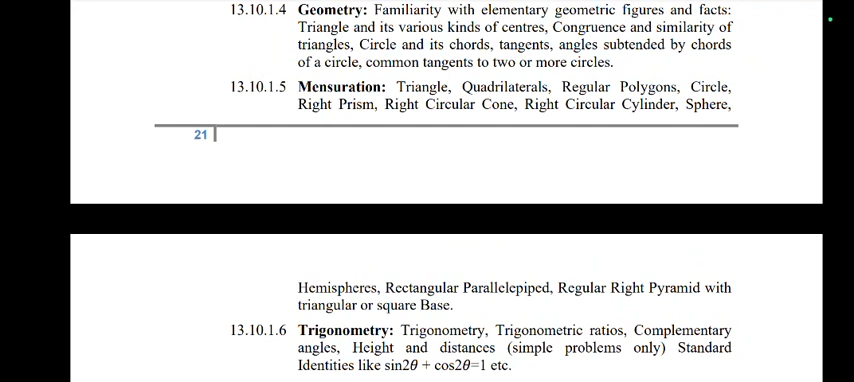 13.10.1.4 Geometry: Familiarity with elementary geometric figures and facts:
Triangle and its various kinds of centres, Congruence and similarity of
triangles, Circle and its chords, tangents, angles subtended by chords
of a circle, common tangents to two or more circles.
13.10.1.5 Mensuration: Triangle, Quadrilaterals, Regular Polygons, Circle,
Right Prism, Right Circular Cone, Right Circular Cylinder, Sphere,
21
Hemispheres, Rectangular Parallelepiped, Regular Right Pyramid with
triangular or square Base.
13.10.1.6 Trigonometry: Trigonometry, Trigonometric ratios, Complementary
angles, Height and distances (simple problems only) Standard
Identities like sin2θ + cos2θ=1 etc.